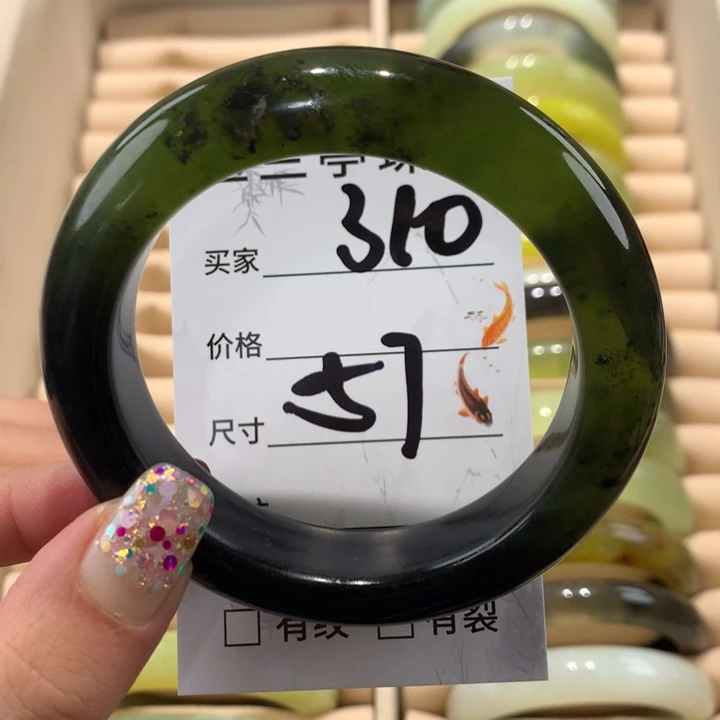 买家 310
价格
尺寸 57
□有纹 □有裂